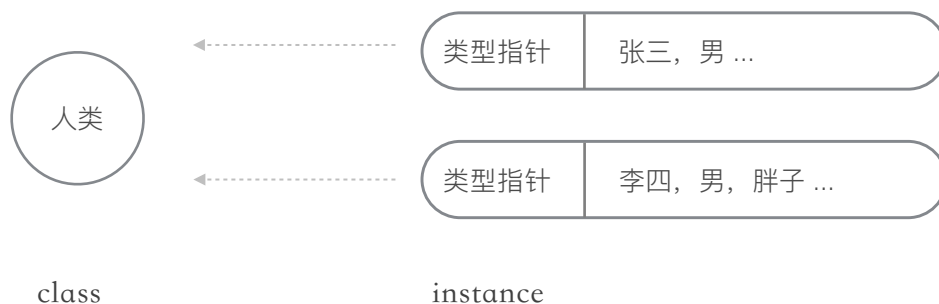 类型指针 张三，男 ...
人类
类型指针 李四，男，胖子 ...
class instance